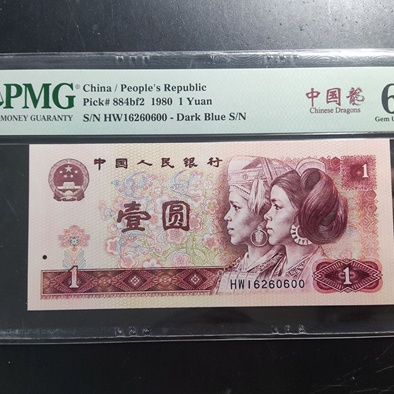 PMG
MONEY GUARANTY
China / People's Republic
Pick# 884bf2 1980 1 Yuan
S/N HW16260600 - Dark Blue S/N
中国龍
Chinese Dragons
6
Gem
中国人民银行
1
壹圆
1
HW16260600
1